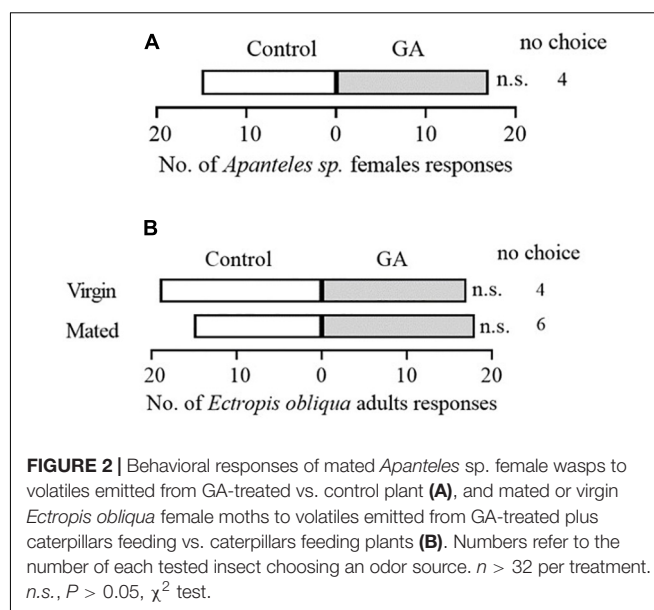 A
Control GA no choice
n.s. 4
20 10 0 10 20
No. of Apanteles sp. females responses
B
Control GA no choice
Virgin n.s. 4
Mated n.s. 6
20 10 0 10 20
No. of Ectropis obliqua adults responses
FIGURE 2 | Behavioral responses of mated Apanteles sp. female wasps to
volatiles emitted from GA-treated vs. control plant (A), and mated or virgin
Ectropis obliqua female moths to volatiles emitted from GA-treated plus
caterpillars feeding vs. caterpillars feeding plants (B). Numbers refer to the
number of each tested insect choosing an odor source. n > 32 per treatment.
n.s., P > 0.05, χ² test.